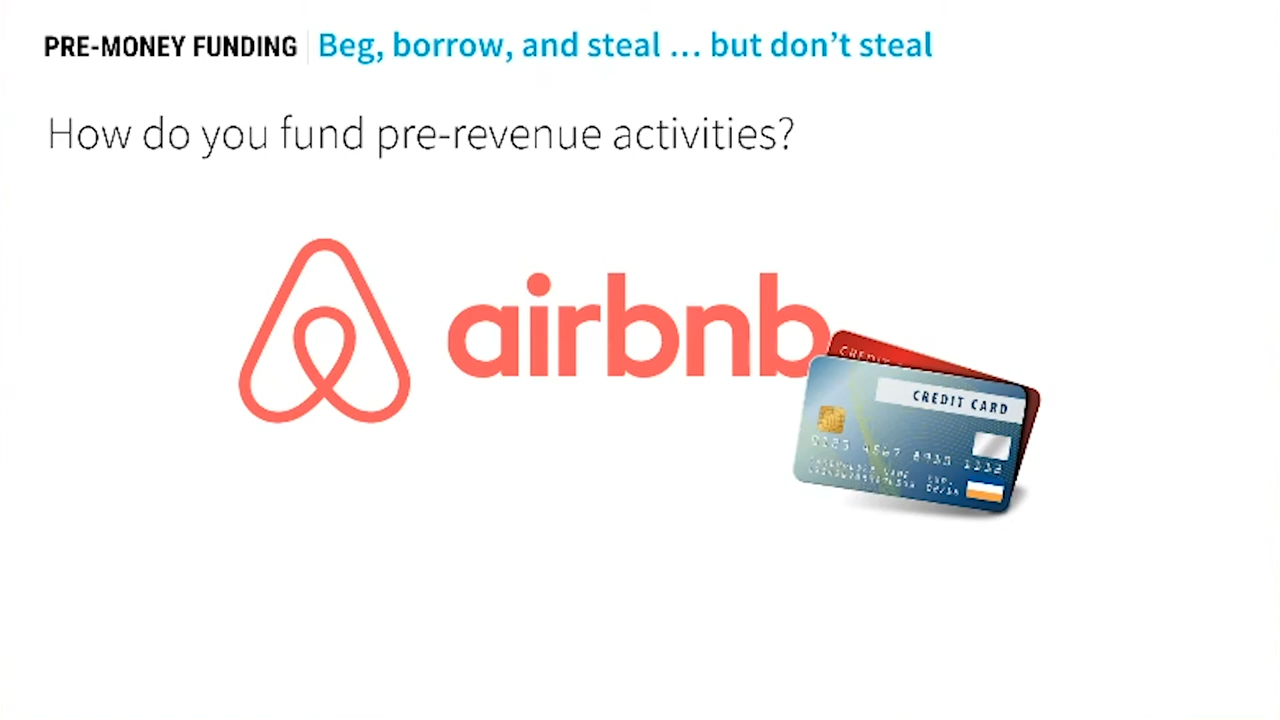 PRE-MONEY FUNDING Beg, borrow, and steal ... but don't steal
How do you fund pre-revenue activities?
airbnb
CREDIT
CREDIT CARD